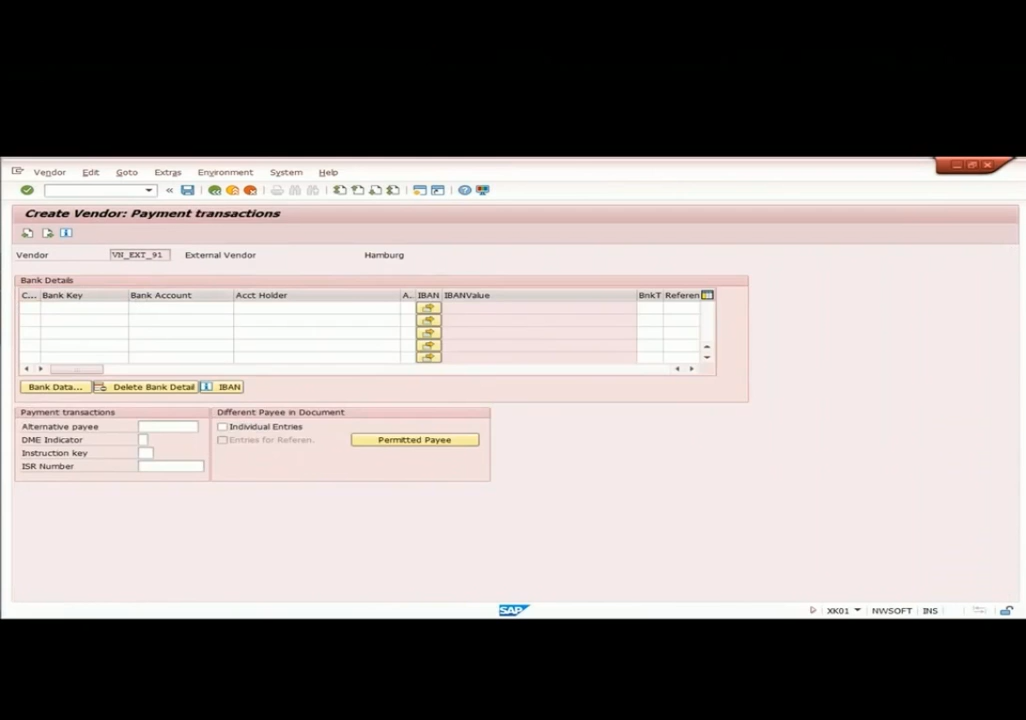 Vendor Edit Goto Extras Environment System Help
Create Vendor: Payment transactions
Vendor VN_EXT_91 External Vendor Hamburg
Bank Details
C... Bank Key Bank Account Acct Holder A. IBAN IBANValue BnkT Referen
Bank Data... Delete Bank Detail IBAN
Payment transactions
Alternative payee
DME Indicator
Instruction key
ISR Number
Different Payee in Document
Individual Entries
Entries for Referen. Permitted Payee
SAP XK01 NWSOFT INS